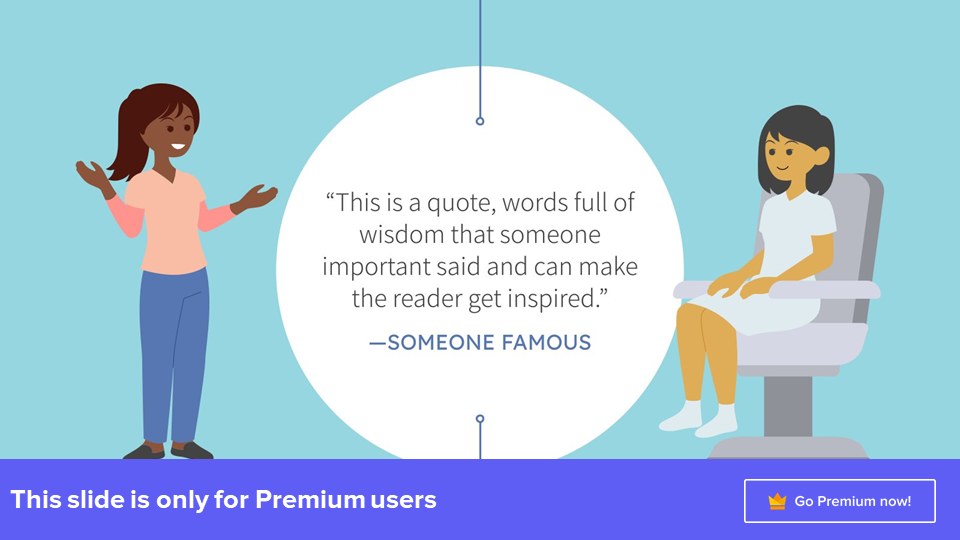 “This is a quote, words full of
wisdom that someone
important said and can make
the reader get inspired.”
—SOMEONE FAMOUS
This slide is only for Premium users
Go Premium now!